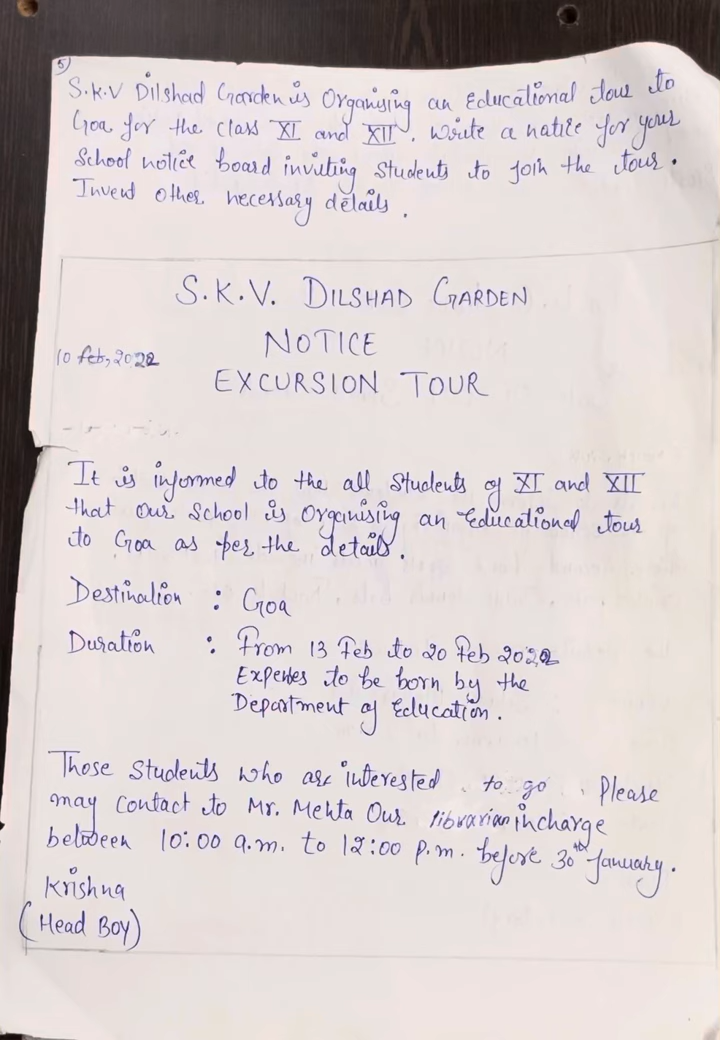 5)
S.K.V Dilshad Garden is Organising an Educational tour to
Goa for the class XI and XII. Write a notice for your
School notice board inviting Students to join the tour.
Invent other necessary details.
S.K.V. DILSHAD GARDEN
NOTICE
10 Feb, 2022
EXCURSION TOUR
It is informed to the all Students of XI and XII
that our School is Organising an Educational tour
to Goa as per the details.
Destination : Goa
Duration : From 13 Feb to 20 Feb 2022
Expenses to be born by the
Department of Education.
Those Students who are interested to go Please
may contact to Mr. Mehta Our librarian incharge
between 10:00 a.m. to 12:00 p.m. before 30th January.
Krishna
(Head Boy)